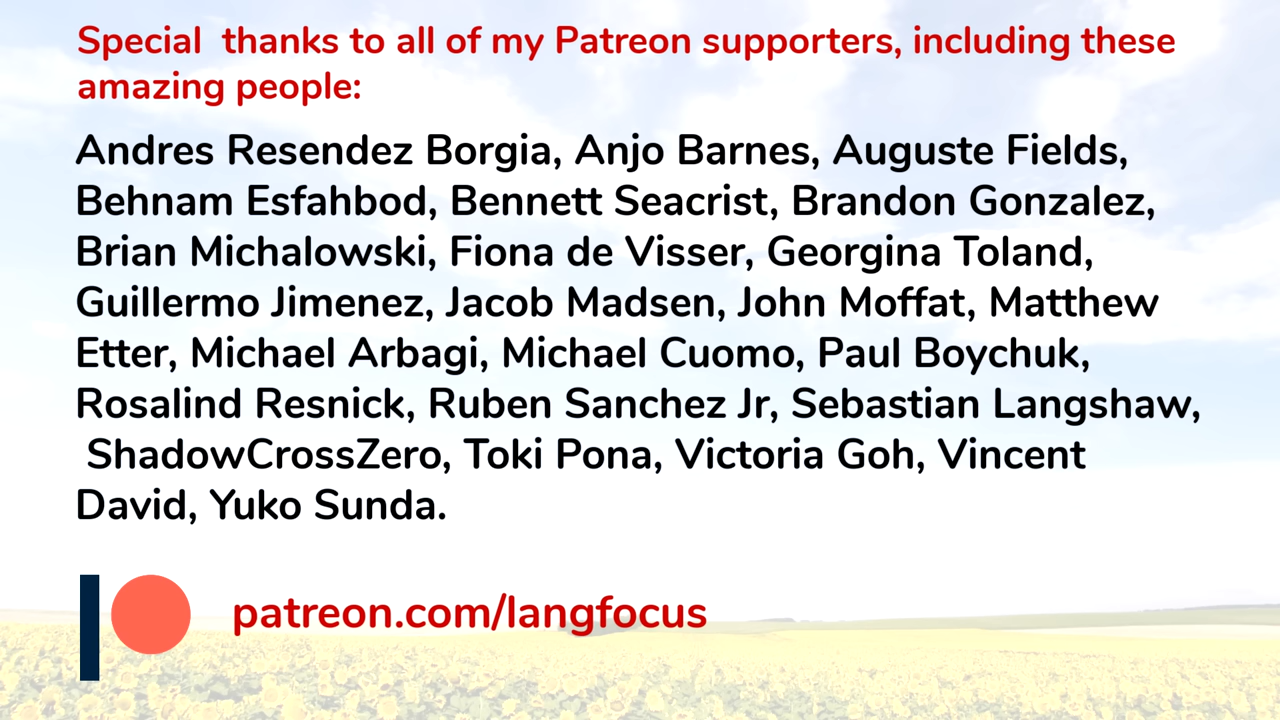 Special  thanks to all of my Patreon supporters, including these
amazing people:
Andres Resendez Borgia, Anjo Barnes, Auguste Fields,
Behnam Esfahbod, Bennett Seacrist, Brandon Gonzalez,
Brian Michalowski, Fiona de Visser, Georgina Toland,
Guillermo Jimenez, Jacob Madsen, John Moffat, Matthew
Etter, Michael Arbagi, Michael Cuomo, Paul Boychuk,
Rosalind Resnick, Ruben Sanchez Jr, Sebastian Langshaw,
ShadowCrossZero, Toki Pona, Victoria Goh, Vincent
David, Yuko Sunda.
patreon.com/langfocus